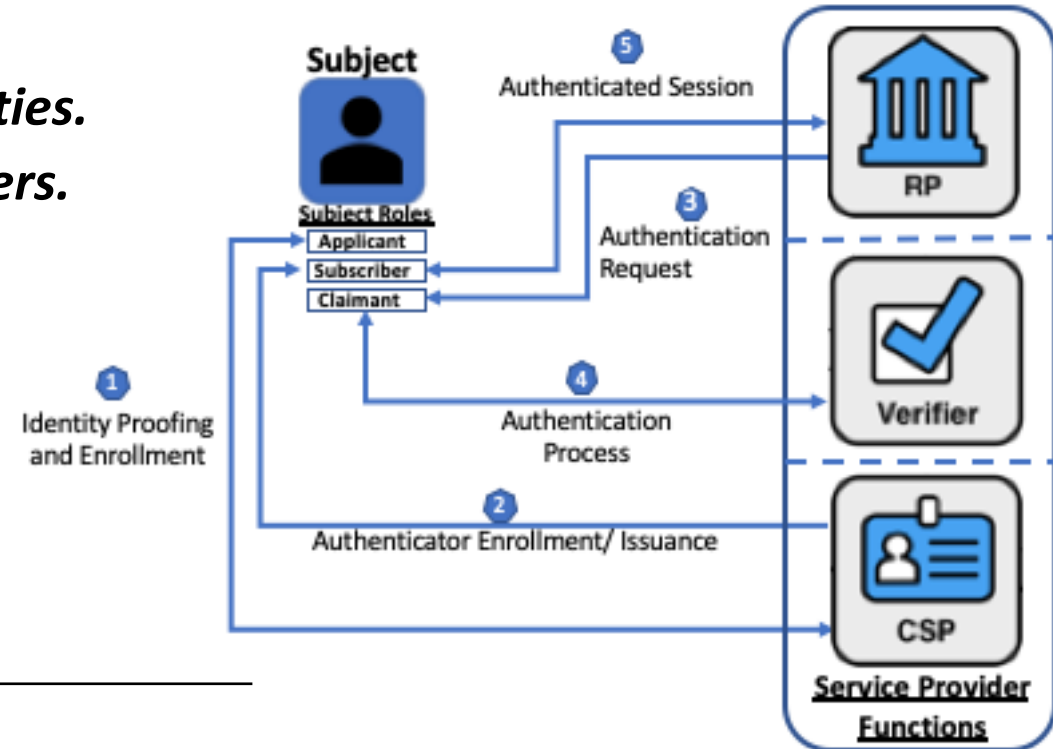 ties.
ers.
Subject
Subject Roles
Applicant
Subscriber
Claimant
5
Authenticated Session
3
Authentication
Request
4
Authentication
Process
1
Identity Proofing
and Enrollment
2
Authenticator Enrollment/ Issuance
RP
Verifier
CSP
Service Provider
Functions